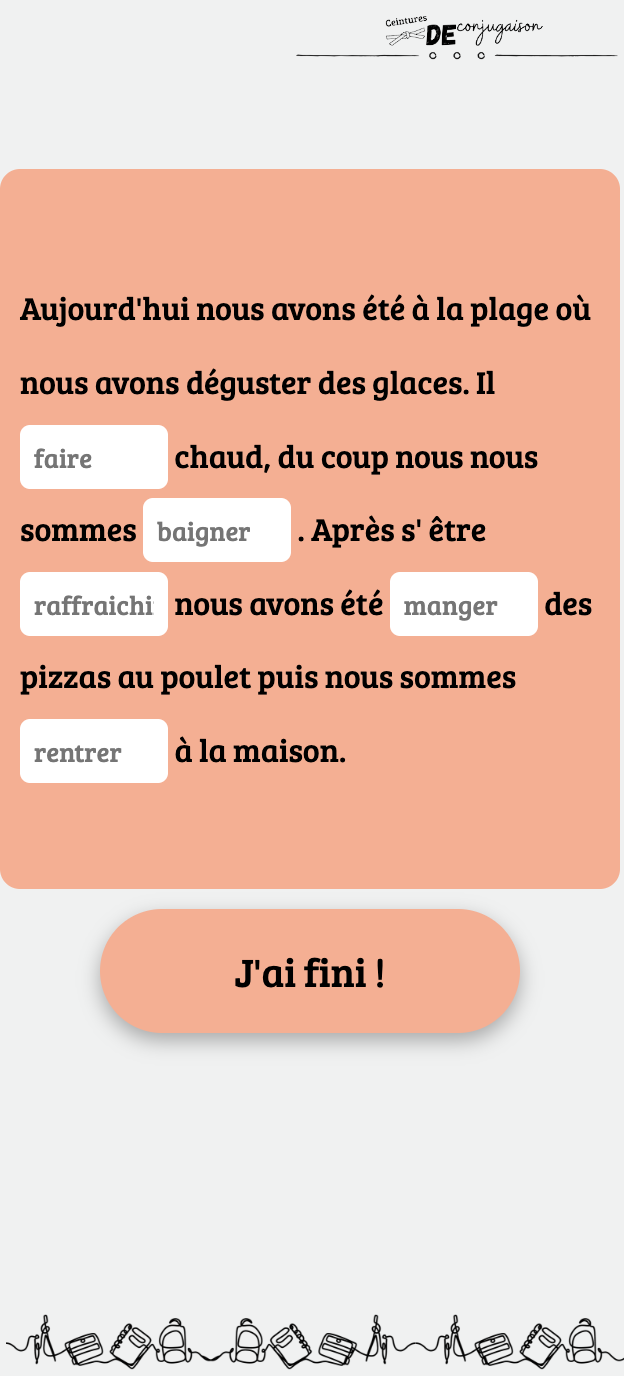 Ceintures
DE conjugaison
Aujourd'hui nous avons été à la plage où
nous avons déguster des glaces. Il
faire chaud, du coup nous nous
sommes baigner . Après s' être
raffraichi nous avons été manger des
pizzas au poulet puis nous sommes
rentrer à la maison.
J'ai fini !